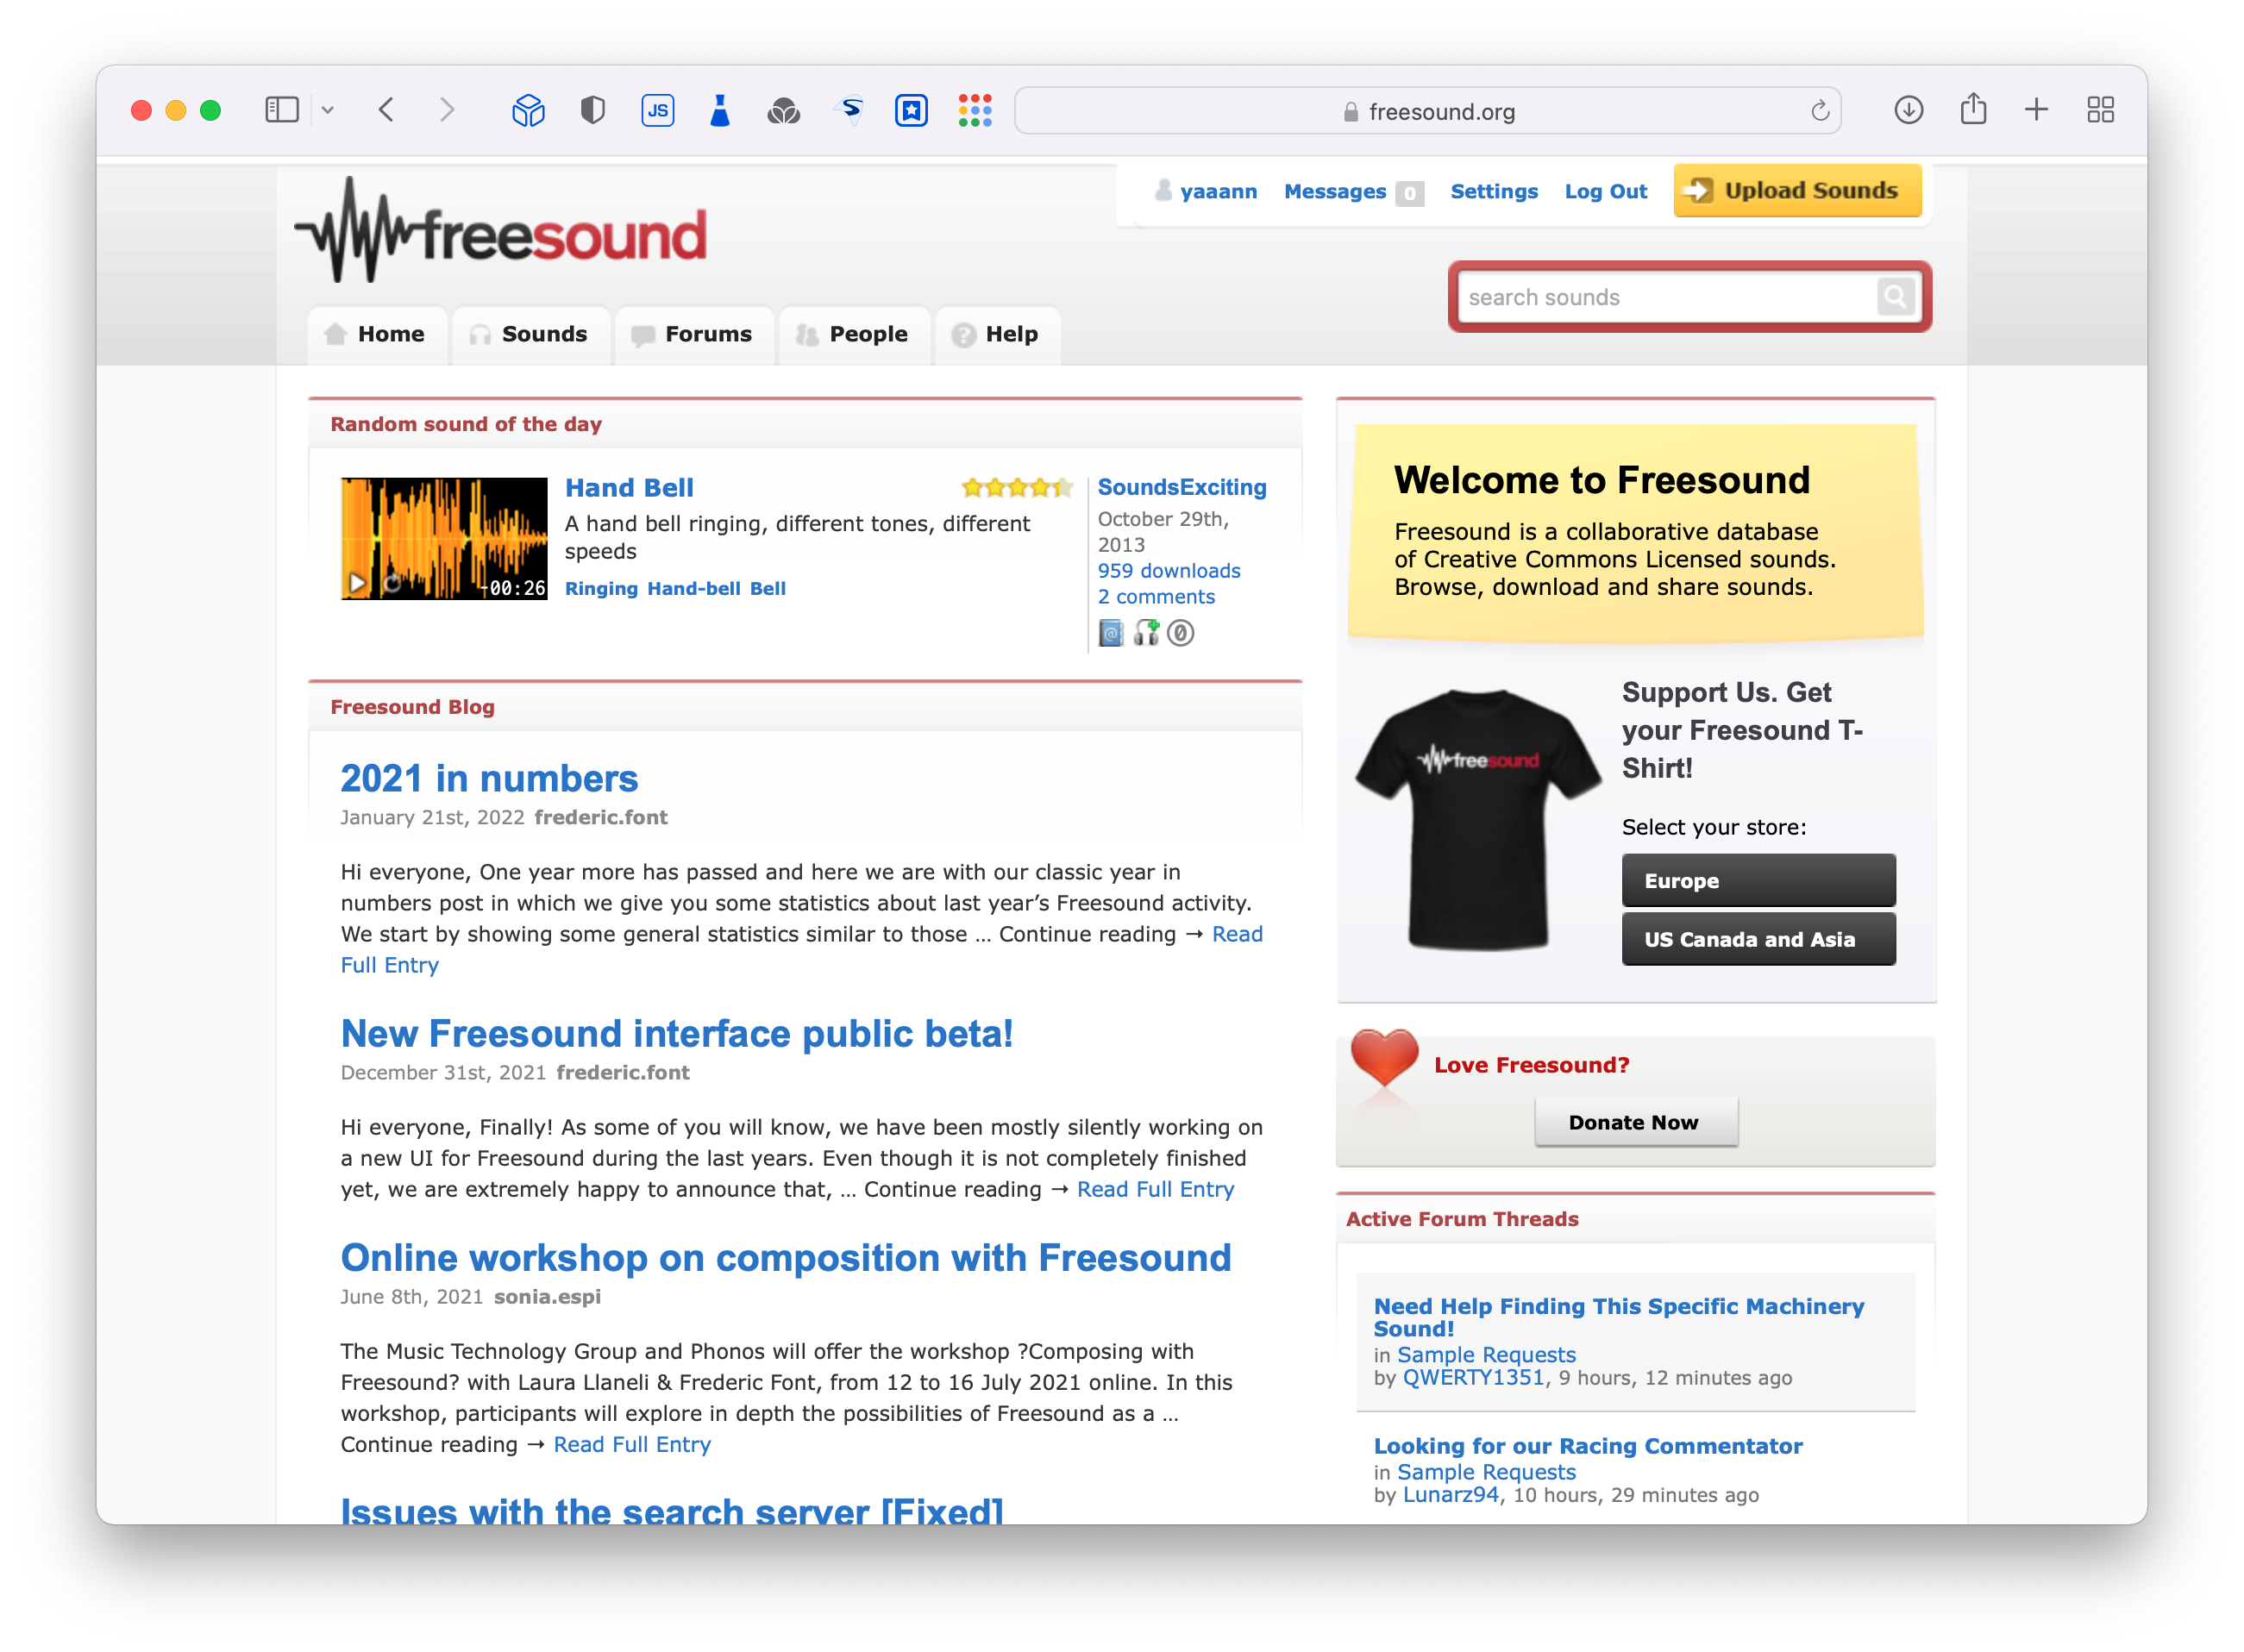 JS
freesound.org
freesound
yaaann Messages 0 Settings Log Out Upload Sounds
search sounds
Home Sounds Forums People Help
Random sound of the day
Hand Bell
A hand bell ringing, different tones, different
speeds
Ringing Hand-bell Bell
-00:26
SoundsExciting
October 29th,
2013
959 downloads
2 comments
Freesound Blog
2021 in numbers
January 21st, 2022 frederic.font
Hi everyone, One year more has passed and here we are with our classic year in
numbers post in which we give you some statistics about last year’s Freesound activity.
We start by showing some general statistics similar to those … Continue reading → Read
Full Entry
New Freesound interface public beta!
December 31st, 2021 frederic.font
Hi everyone, Finally! As some of you will know, we have been mostly silently working on
a new UI for Freesound during the last years. Even though it is not completely finished
yet, we are extremely happy to announce that, … Continue reading → Read Full Entry
Online workshop on composition with Freesound
June 8th, 2021 sonia.espi
The Music Technology Group and Phonos will offer the workshop ?Composing with
Freesound? with Laura Llaneli & Frederic Font, from 12 to 16 July 2021 online. In this
workshop, participants will explore in depth the possibilities of Freesound as a …
Continue reading → Read Full Entry
Issues with the search server [Fixed]
Welcome to Freesound
Freesound is a collaborative database
of Creative Commons Licensed sounds.
Browse, download and share sounds.
freesound
Support Us. Get
your Freesound T-
Shirt!
Select your store:
Europe
US Canada and Asia
Love Freesound?
Donate Now
Active Forum Threads
Need Help Finding This Specific Machinery
Sound!
in Sample Requests
by QWERTY1351, 9 hours, 12 minutes ago
Looking for our Racing Commentator
in Sample Requests
by Lunarz94, 10 hours, 29 minutes ago